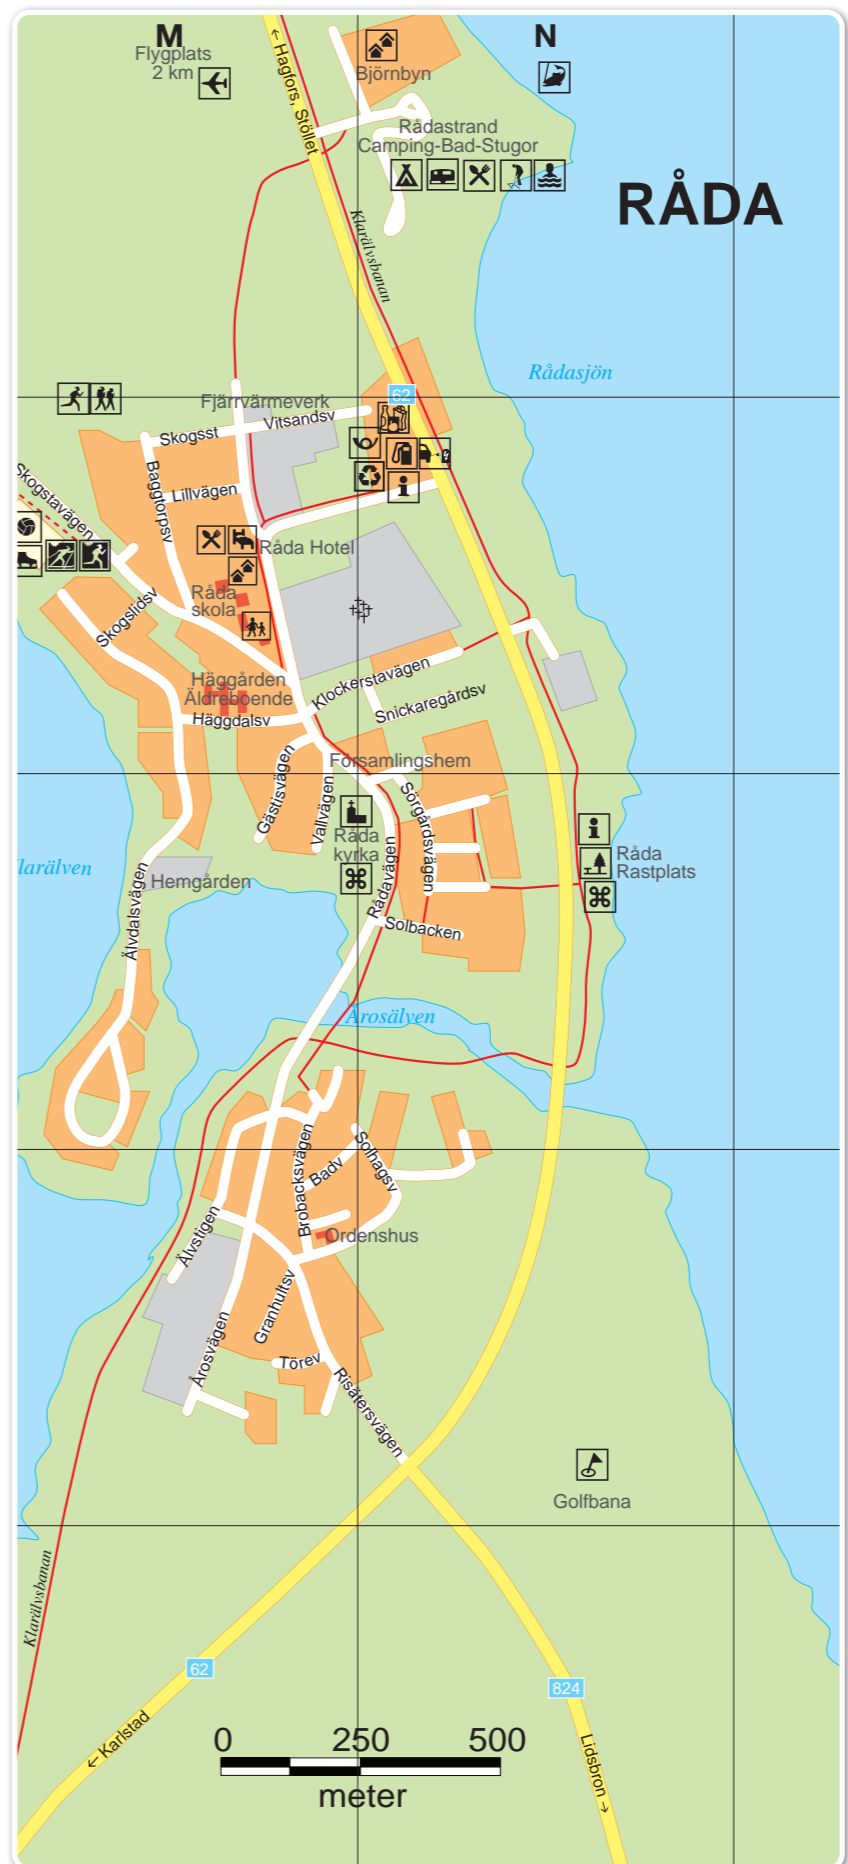 M
N
Flygplats
2 km
← Hagfors, Stöllet
Björnbyn
Rådastrand
Camping-Bad-Stugor
RÅDA
Klarälvsbanan
Rådasjön
62
Fjärrvärmeverk
Vitsandsv
Skogsst
Baggtorpsv
Lillvägen
Skogstavägen
i
Råda Hotel
Råda
skola
Skogslidsv
Häggården
Äldreboende
Klockerstavägen
Snickaregårdsv
Häggdalsv
Församlingshem
Gästisvägen
Vallvägen
Sörgårdsvägen
Råda
kyrka
i
Råda
Rastplats
larälven
Hemgården
Älvdalsvägen
Rådavägen
Solbacken
Årosälven
Brobacksvägen
Badv
Solhagsv
Ordenshus
Älvstigen
Granhultsv
Årosvägen
Törev
Risätersvägen
Golfbana
Klarälvsbanan
62
824
← Karlstad
Lidsbron →
0 250 500
meter